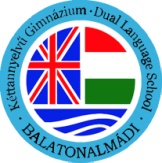 Kéttannyelvű Gimnázium · Dual Language School ·
BALATONALMÁDI